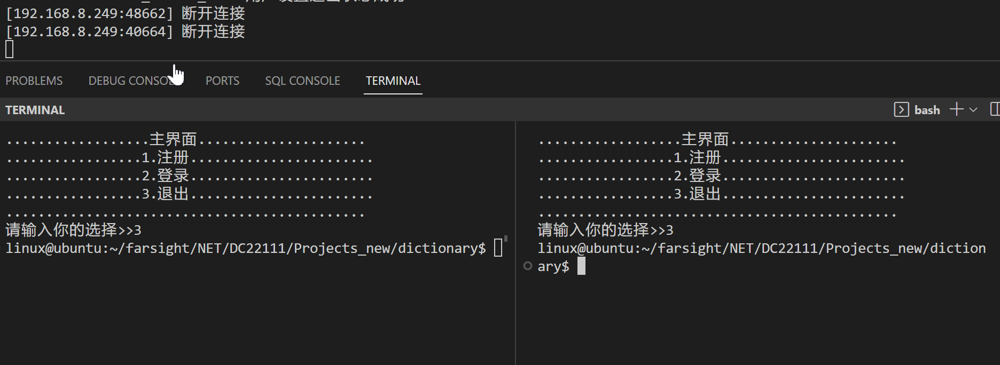 [192.168.8.249:48662] 断开连接
[192.168.8.249:40664] 断开连接
PROBLEMS DEBUG CONSOLE PORTS SQL CONSOLE TERMINAL
TERMINAL
bash
..................主界面.....................
.................1.注册.......................
.................2.登录.......................
.................3.退出.......................
.............................................
请输入你的选择>>3
linux@ubuntu:~/farsight/NET/DC22111/Projects_new/dictionary$
..................主界面.....................
.................1.注册.......................
.................2.登录.......................
.................3.退出.......................
.............................................
请输入你的选择>>3
linux@ubuntu:~/farsight/NET/DC22111/Projects_new/diction
ary$